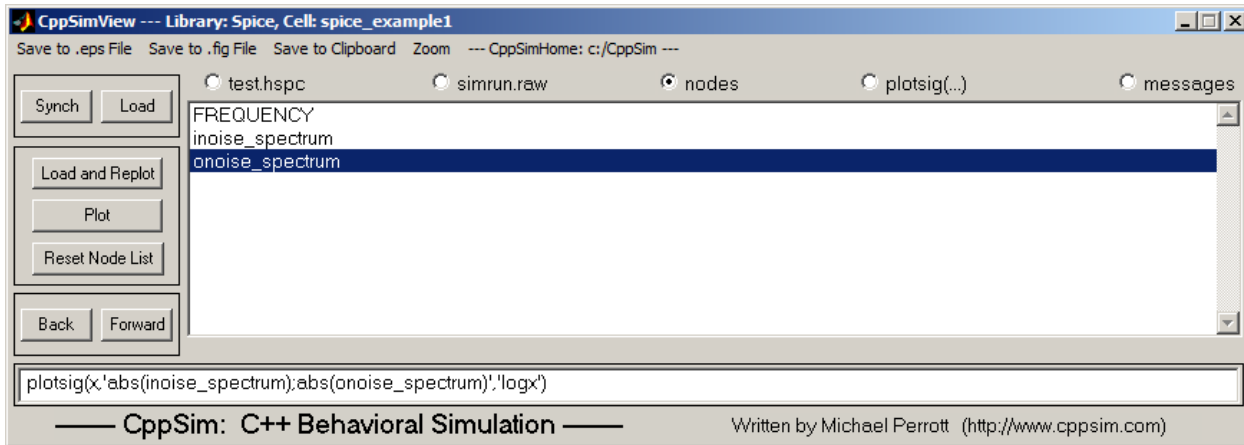 CppSimView --- Library: Spice, Cell: spice_example1
Save to .eps File Save to .fig File Save to Clipboard Zoom --- CppSimHome: c:/CppSim ---
test.hspc simrun.raw nodes plotsig(...) messages
Synch Load
FREQUENCY
inoise_spectrum
onoise_spectrum
Load and Replot
Plot
Reset Node List
Back Forward
plotsig(x,'abs(inoise_spectrum);abs(onoise_spectrum)','logx')
CppSim: C++ Behavioral Simulation
Written by Michael Perrott (http://www.cppsim.com)